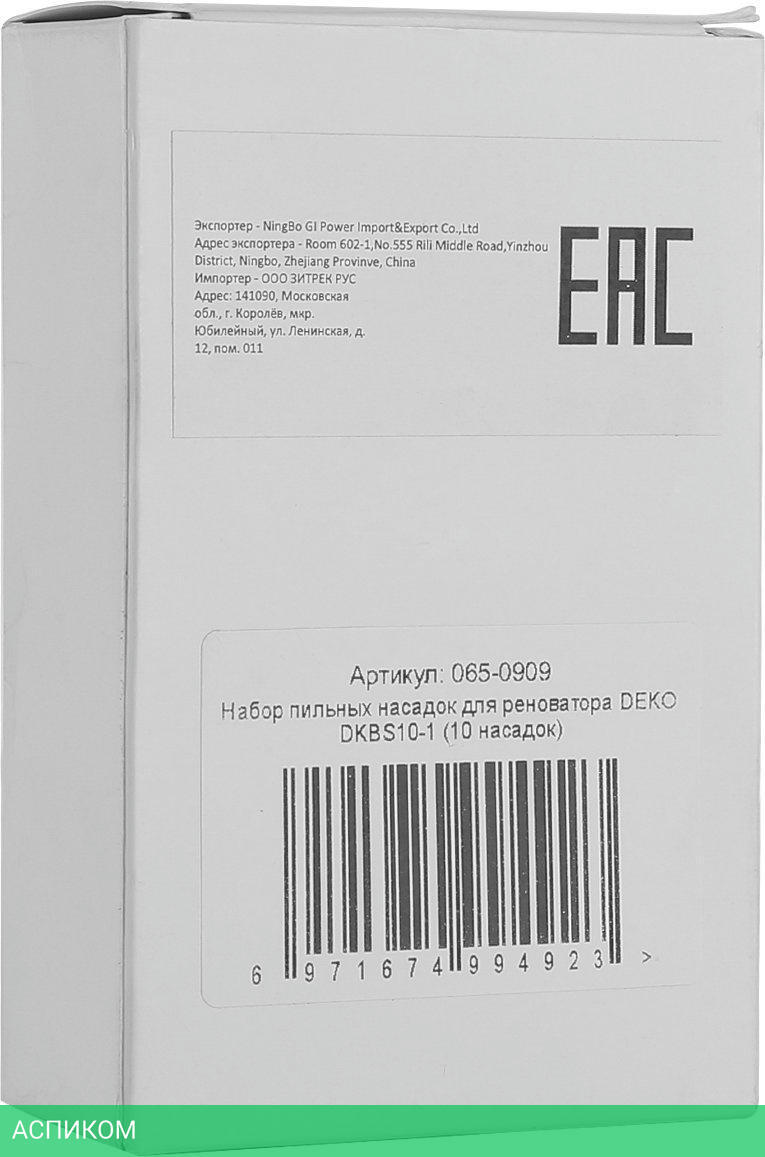 Экспортер - NingBo GI Power Import&Export Co.,Ltd
Адрес экспортера - Room 602-1,No.555 Rili Middle Road,Yinzhou
District, Ningbo, Zhejiang Provinve, China
Импортер - ООО ЗИТРЕК РУС
Адрес: 141090, Московская
обл., г. Королёв, мкр.
Юбилейный, ул. Ленинская, д.
12, пом. 011
EAC
Артикул: 065-0909
Набор пильных насадок для реноватора DEKO
DKBS10-1 (10 насадок)
6 971674 994923 >
АСПИКОМ